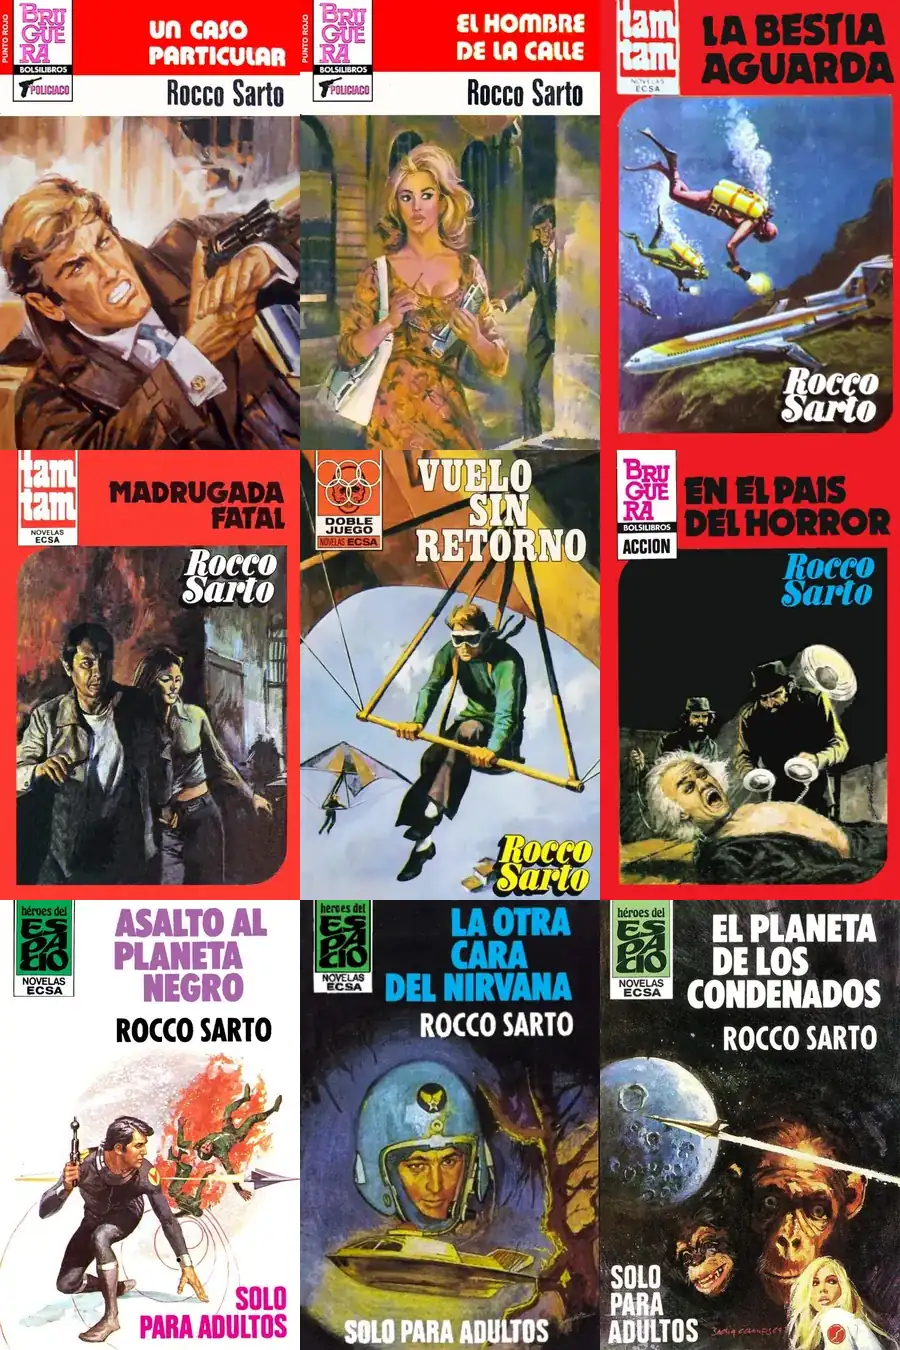 PUNTO ROJO
BRU
GUE
RA
BOLSILIBROS
POLICIACO
UN CASO
PARTICULAR
Rocco Sarto
PUNTO ROJO
BRU
GUE
RA
BOLSILIBROS
POLICIACO
EL HOMBRE
DE LA CALLE
Rocco Sarto
tam
tam
NOVELAS
ECSA
LA BESTIA
AGUARDA
Rocco
Sarto
tam
tam
NOVELAS
ECSA
MADRUGADA
FATAL
Rocco
Sarto
DOBLE
JUEGO
NOVELAS ECSA
VUELO
SIN
RETORNO
Rocco
Sarto
BRU
GUE
RA
BOLSILIBROS
ACCION
EN EL PAIS
DEL HORROR
Rocco
Sarto
héroes del
ESPACIO
NOVELAS
ECSA
ASALTO AL
PLANETA
NEGRO
ROCCO SARTO
SOLO
PARA ADULTOS
héroes del
ESPACIO
NOVELAS
ECSA
LA OTRA
CARA
DEL NIRVANA
ROCCO SARTO
SOLO PARA ADULTOS
héroes del
ESPACIO
NOVELAS
ECSA
EL PLANETA
DE LOS
CONDENADOS
ROCCO SARTO
SOLO
PARA
ADULTOS